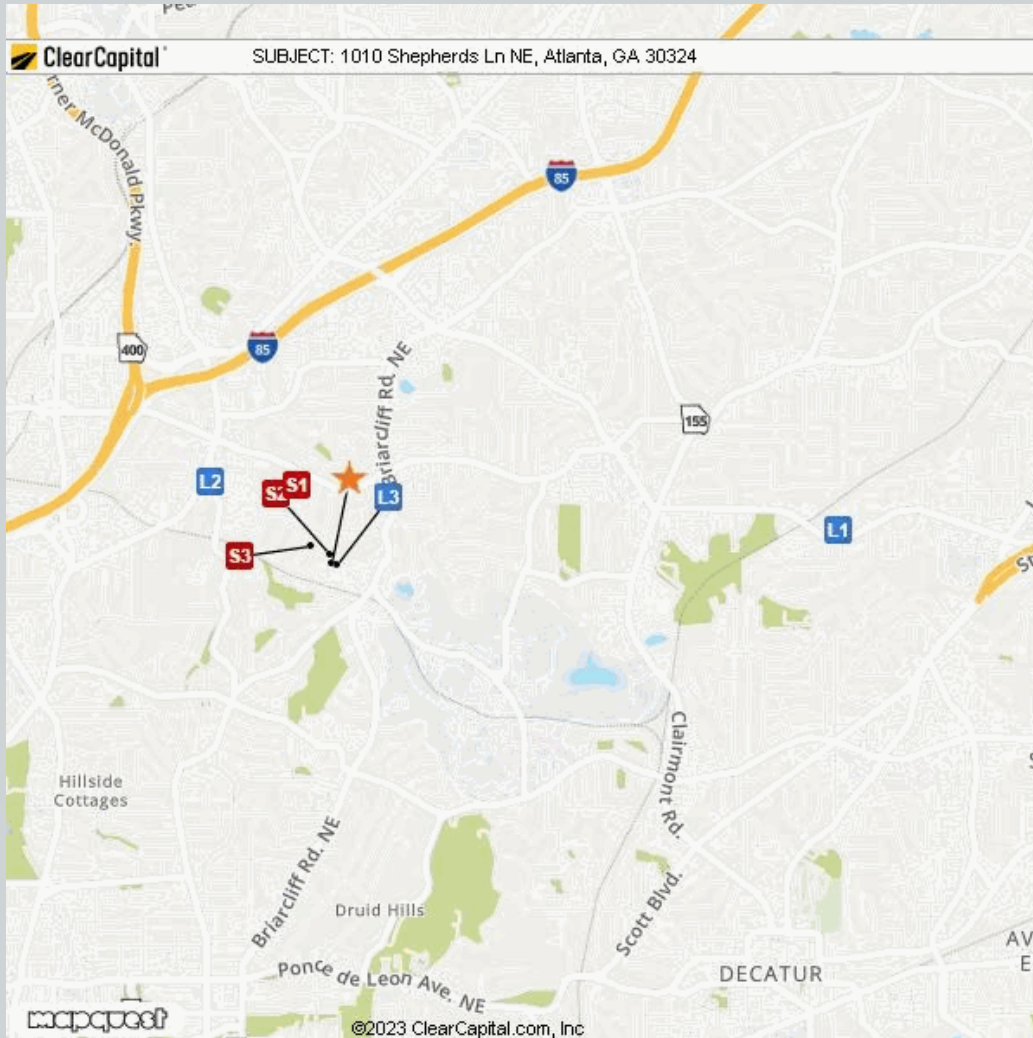 ClearCapital
SUBJECT: 1010 Shepherds Ln NE, Atlanta, GA 30324
McDonald Pkwy.
85
400
85
Briarcliff Rd. NE
155
L2
S2
S1
L3
L1
S3
Clairmont Rd.
Hillside
Cottages
Briarcliff Rd. NE
Druid Hills
Scott Blvd.
Ponce de Leon Ave. NE
DECATUR
mapquest
©2023 ClearCapital.com, Inc